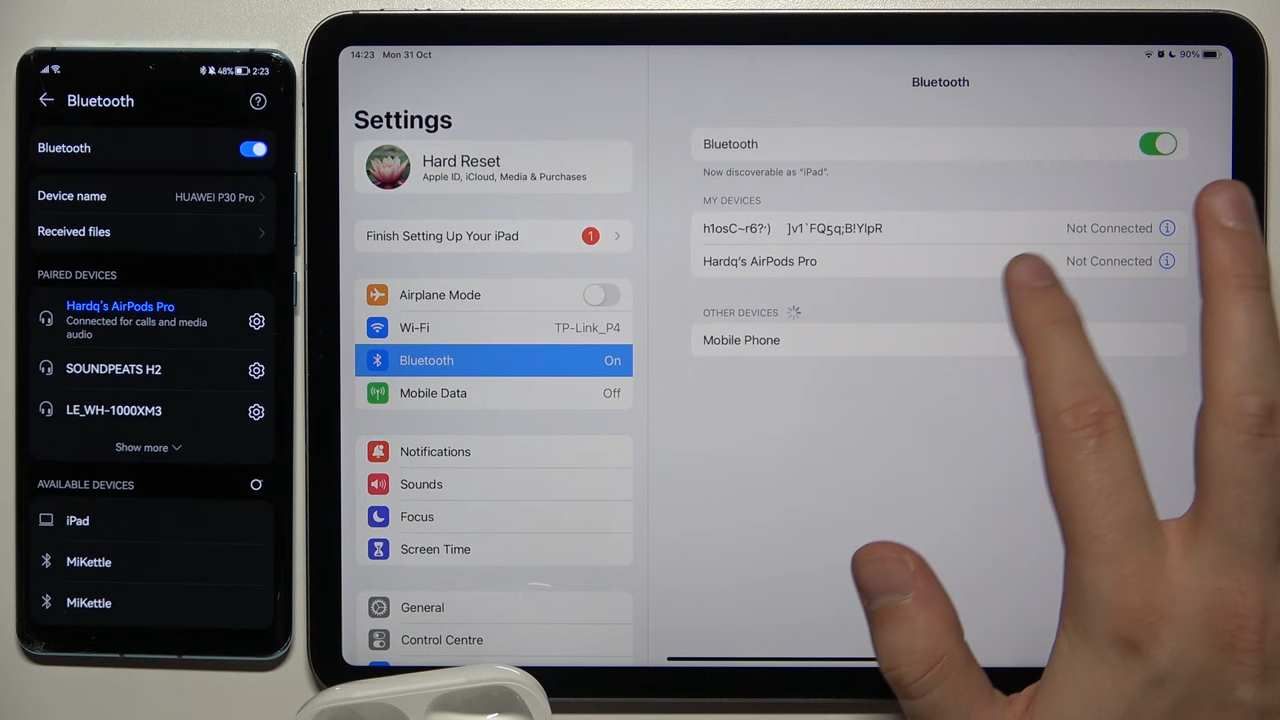 48% 2:23
Bluetooth
Bluetooth
Device name HUAWEI P30 Pro
Received files
PAIRED DEVICES
Hardq's AirPods Pro
Connected for calls and media
audio
SOUNDPEATS H2
LE_WH-1000XM3
Show more
AVAILABLE DEVICES
iPad
MiKettle
MiKettle
14:23 Mon 31 Oct
90%
Settings
Hard Reset
Apple ID, iCloud, Media & Purchases
Finish Setting Up Your iPad 1
Airplane Mode
Wi-Fi TP-Link_P4
Bluetooth On
Mobile Data Off
Notifications
Sounds
Focus
Screen Time
General
Control Centre
Bluetooth
Bluetooth
Now discoverable as “iPad”.
MY DEVICES
Not Connected
Hardq's AirPods Pro Not Connected
OTHER DEVICES
Mobile Phone